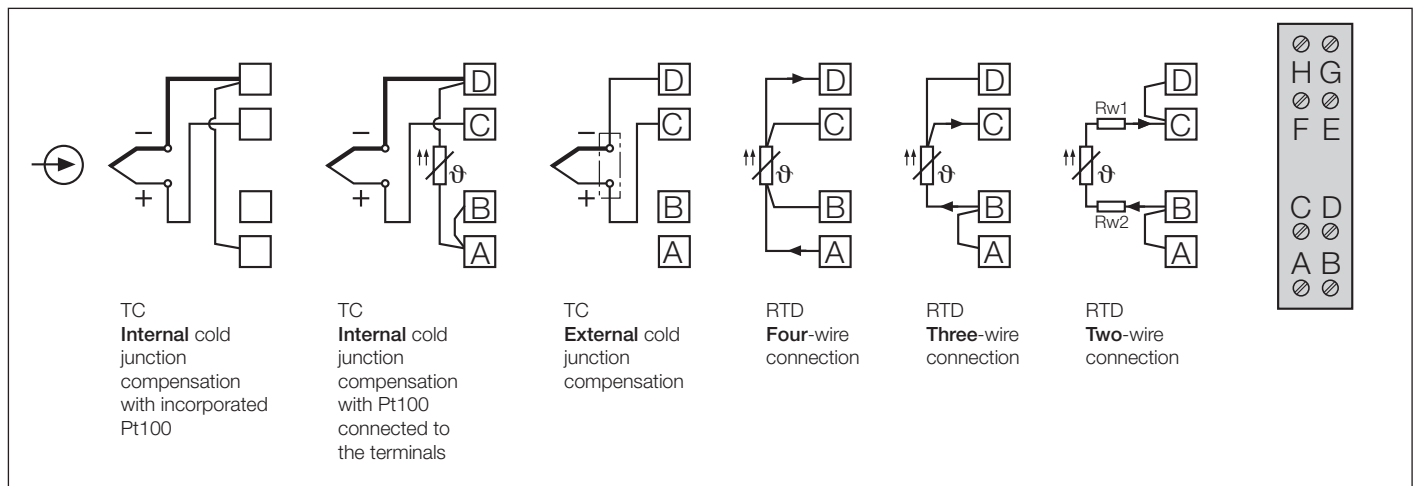 −
+
TC
Internal cold
junction
compensation
with incorporated
Pt100
D
C
B
A
−
+
ϑ
TC
Internal cold
junction
compensation
with Pt100
connected to
the terminals
D
C
B
A
−
+
TC
External cold
junction
compensation
D
C
B
A
ϑ
RTD
Four-wire
connection
D
C
B
A
ϑ
RTD
Three-wire
connection
D
C
B
A
Rw1
ϑ
Rw2
RTD
Two-wire
connection
H G
F E
C D
A B